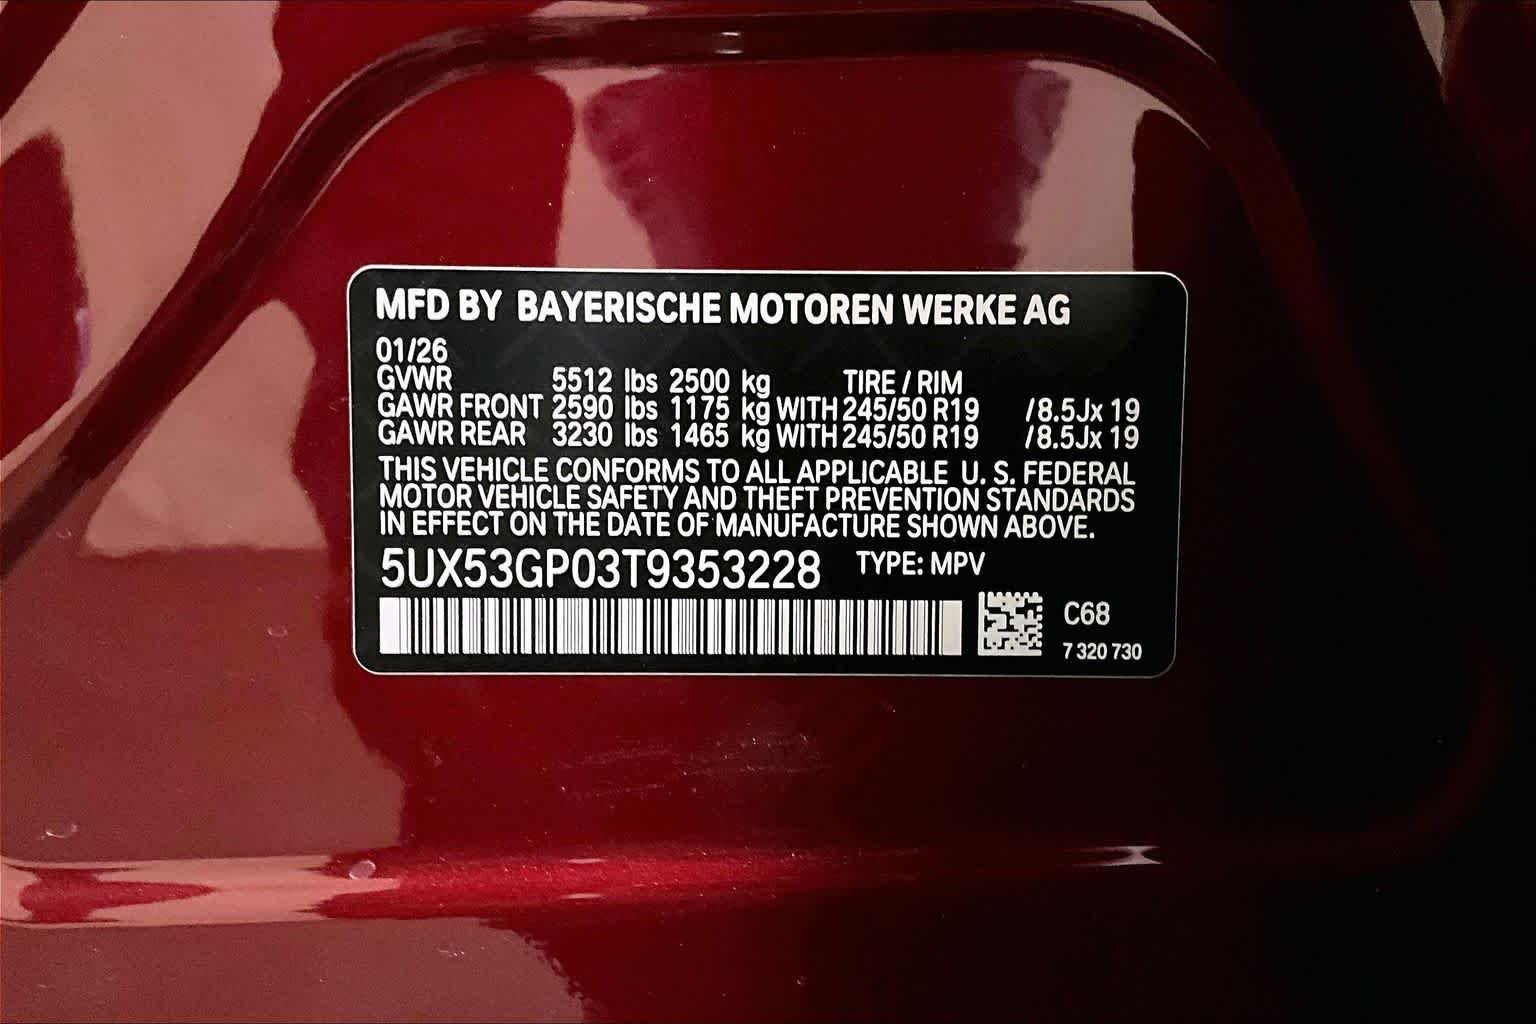 MFD BY BAYERISCHE MOTOREN WERKE AG
01/26
GVWR 5512 lbs 2500 kg TIRE / RIM
GAWR FRONT 2590 lbs 1175 kg WITH 245/50 R19 /8.5Jx 19
GAWR REAR 3230 lbs 1465 kg WITH 245/50 R19 /8.5Jx 19
THIS VEHICLE CONFORMS TO ALL APPLICABLE U. S. FEDERAL
MOTOR VEHICLE SAFETY AND THEFT PREVENTION STANDARDS
IN EFFECT ON THE DATE OF MANUFACTURE SHOWN ABOVE.
5UX53GP03T9353228 TYPE: MPV
C68
7 320 730